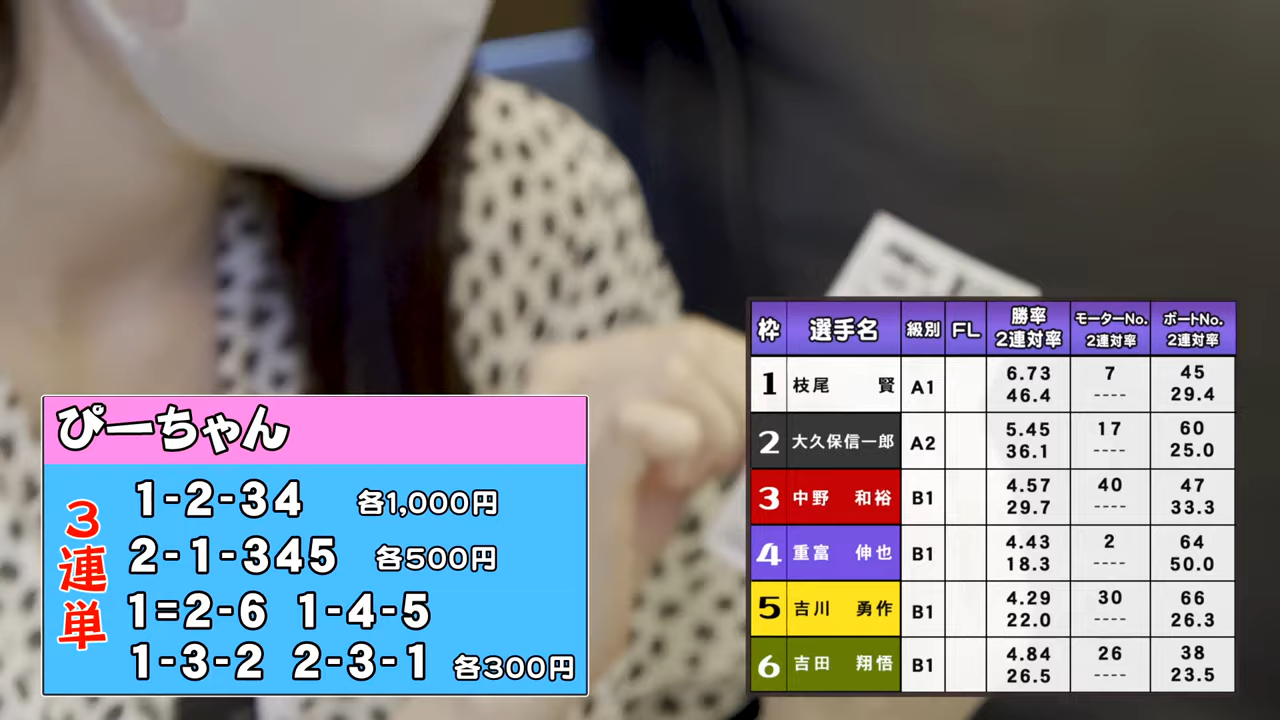 ぴーちゃん
3連単
1-2-34 各1,000円
2-1-345 各500円
1=2-6 1-4-5
1-3-2 2-3-1 各300円
枠 選手名 級別 FL 勝率 2連対率 モーターNo. 2連対率 ボートNo. 2連対率
1 枝尾 賢 A1 6.73 46.4 7 ---- 45 29.4
2 大久保信一郎 A2 5.45 36.1 17 ---- 60 25.0
3 中野 和裕 B1 4.57 29.7 40 ---- 47 33.3
4 重富 伸也 B1 4.43 18.3 2 ---- 64 50.0
5 吉川 勇作 B1 4.29 22.0 30 ---- 66 26.3
6 吉田 翔悟 B1 4.84 26.5 26 ---- 38 23.5